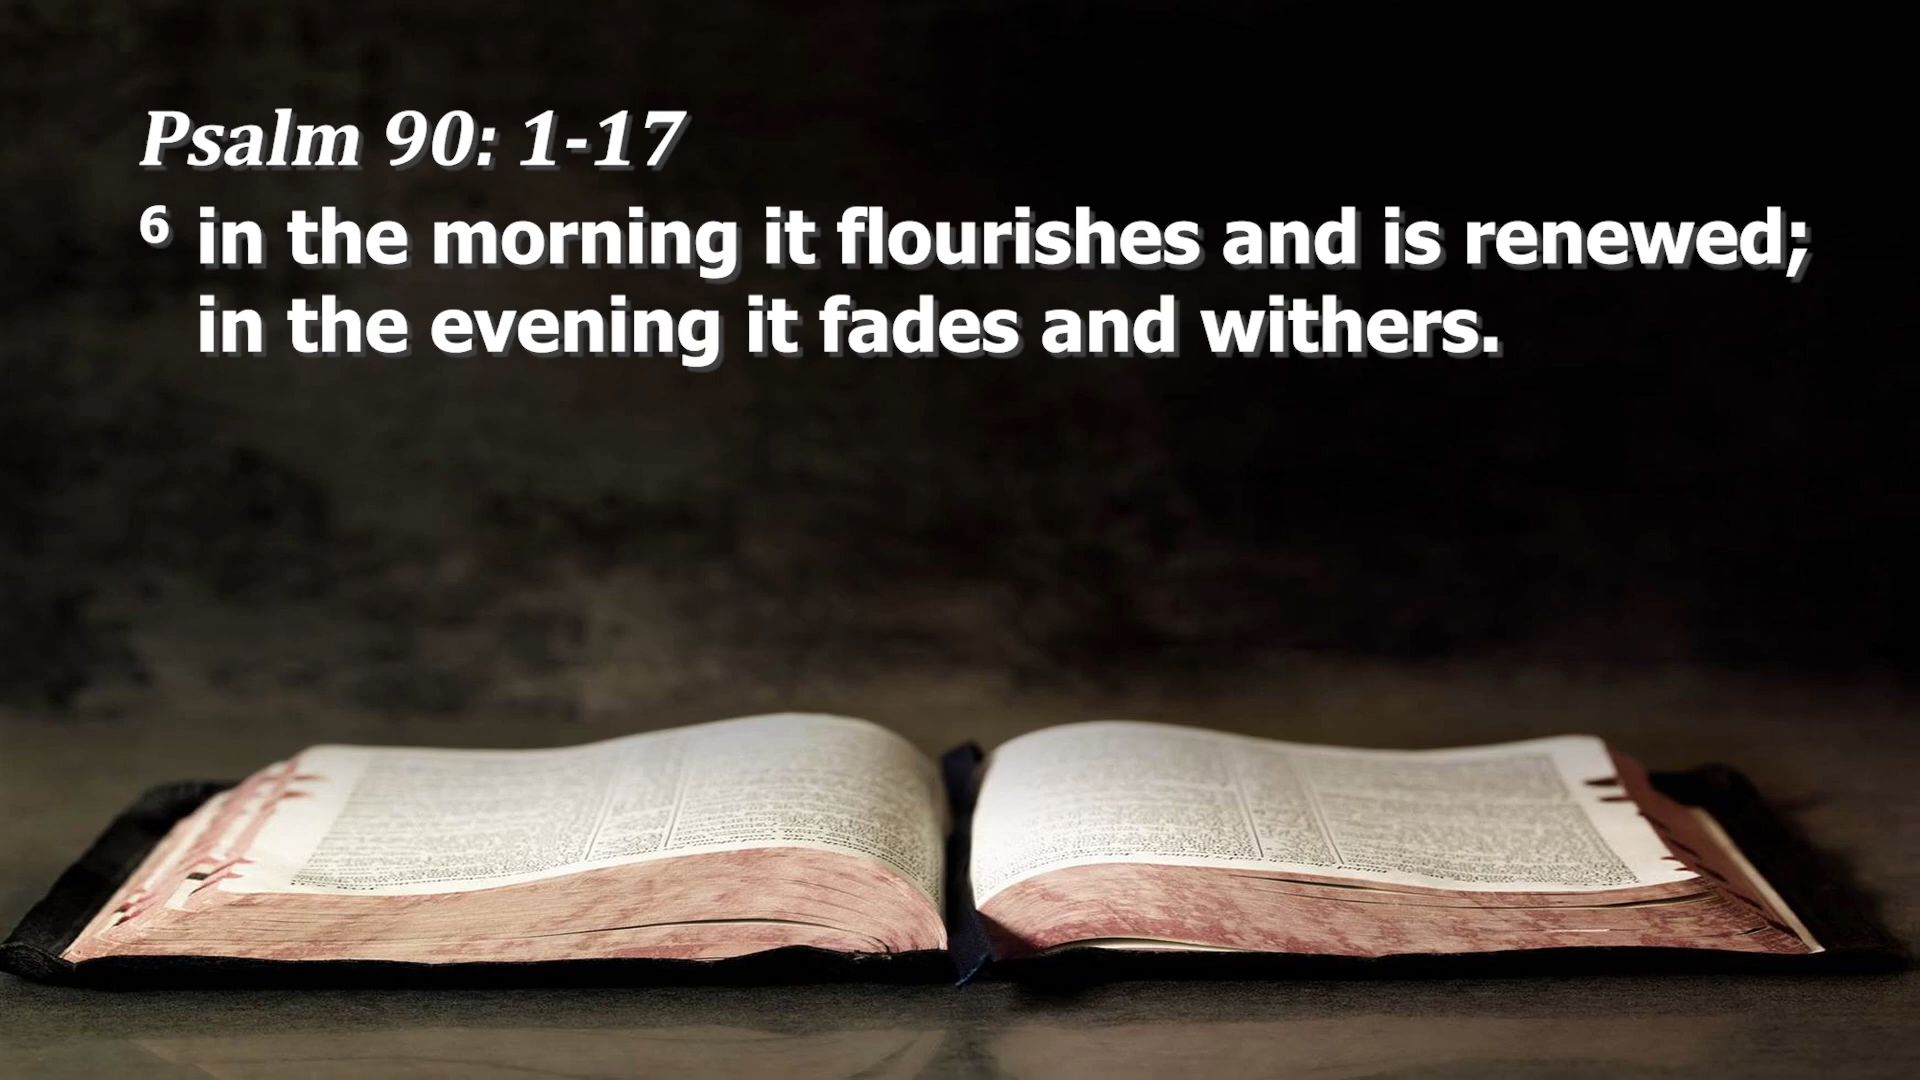 Psalm 90: 1-17
6 in the morning it flourishes and is renewed;
in the evening it fades and withers.